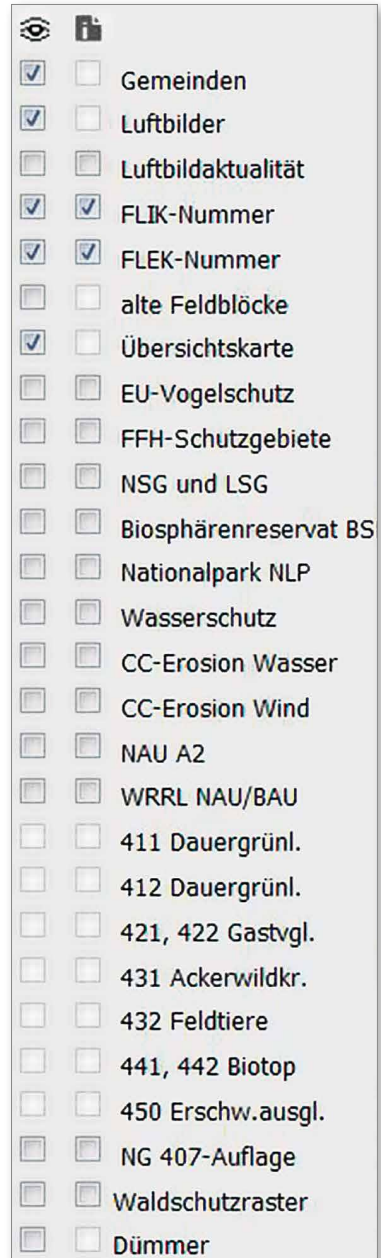 Gemeinden
Luftbilder
Luftbildaktualität
FLIK-Nummer
FLEK-Nummer
alte Feldblöcke
Übersichtskarte
EU-Vogelschutz
FFH-Schutzgebiete
NSG und LSG
Biosphärenreservat BS
Nationalpark NLP
Wasserschutz
CC-Erosion Wasser
CC-Erosion Wind
NAU A2
WRRL NAU/BAU
411 Dauergrünl.
412 Dauergrünl.
421, 422 Gastvgl.
431 Ackerwildkr.
432 Feldtiere
441, 442 Biotop
450 Erschw.ausgl.
NG 407-Auflage
Waldschutzraster
Dümmer